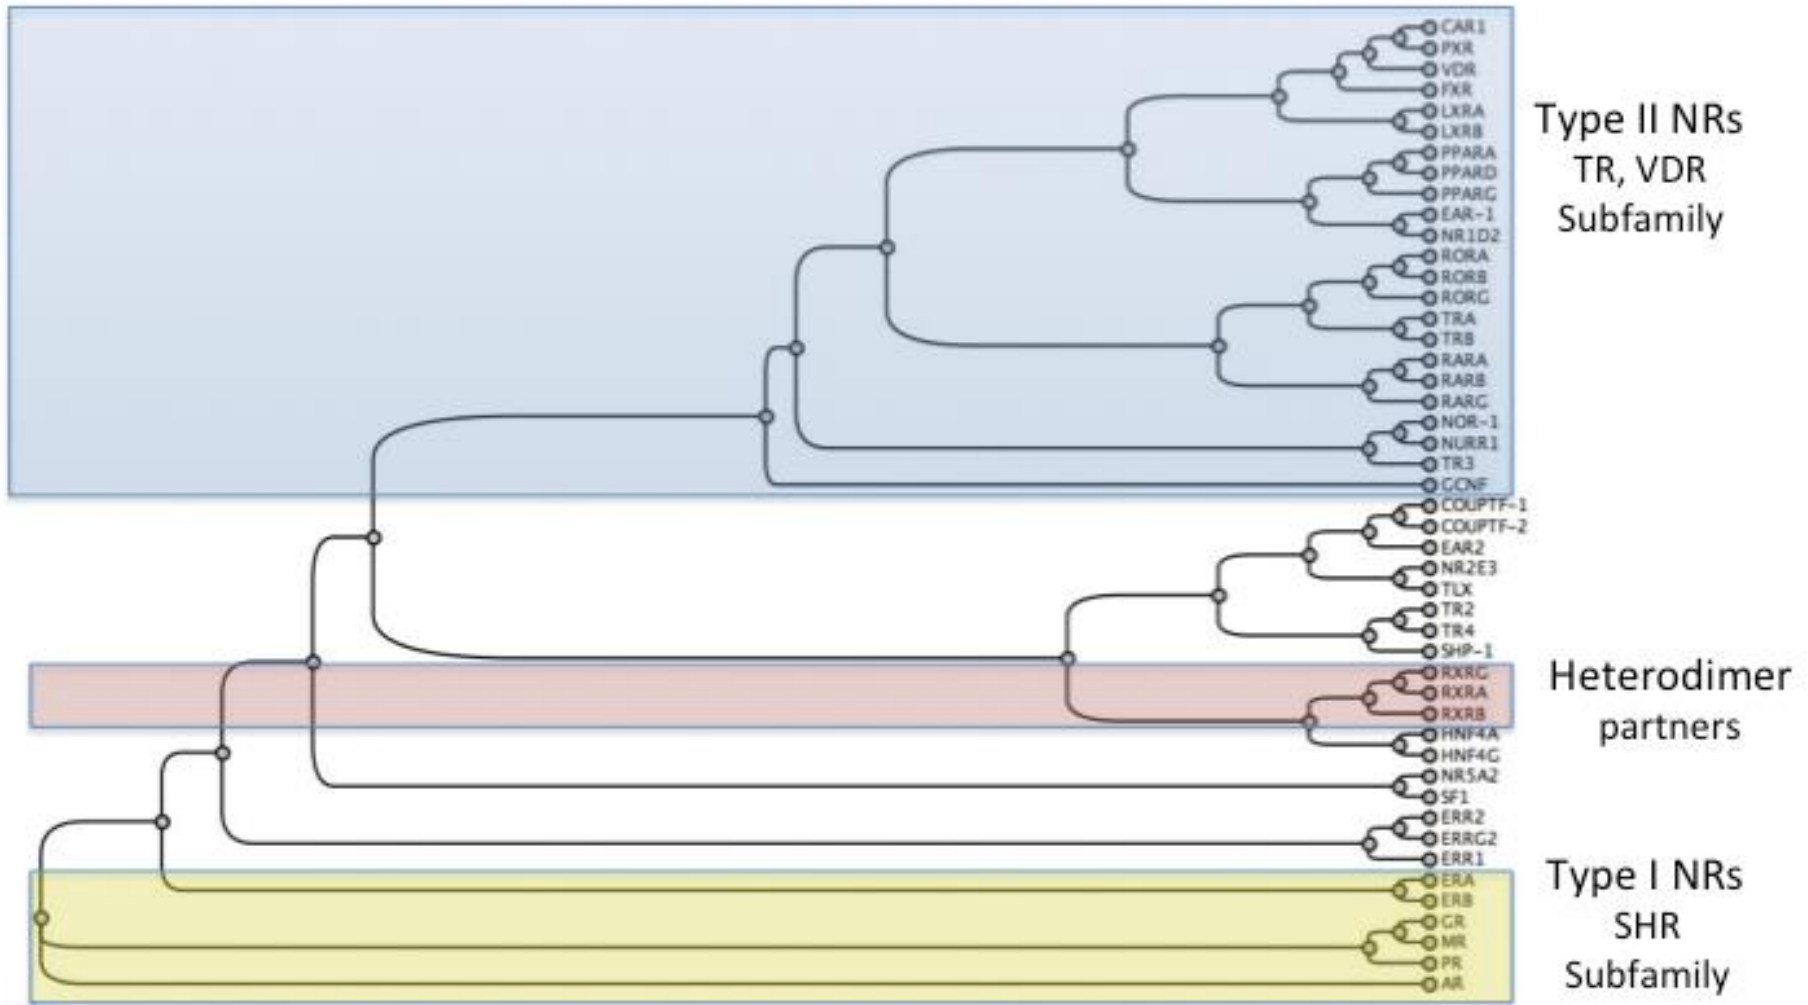 CAR1
PXR
VDR
FXR
LXRA
LXRB
PPARA
PPARD
PPARG
EAR-1
NR1D2
RORA
RORB
RORG
TRA
TRB
RARA
RARB
RARG
NOR-1
NURR1
TR3
GCNF
COUPTF-1
COUPTF-2
EAR2
NR2E3
TLX
TR2
TR4
SHP-1
RXRG
RXRA
RXRB
HNF4A
HNF4G
NR5A2
SF1
ERR2
ERRG2
ERR1
ERA
ERB
GR
MR
PR
AR
Type II NRs
TR, VDR
Subfamily
Heterodimer
partners
Type I NRs
SHR
Subfamily